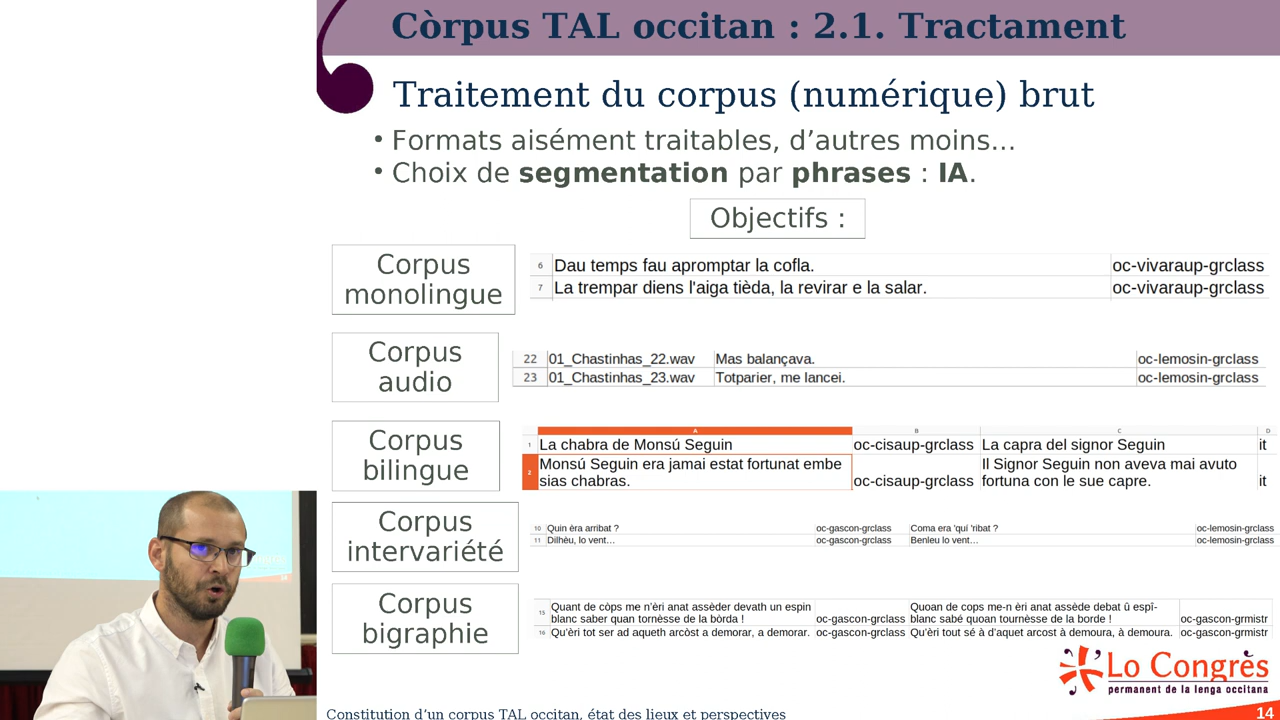 Còrpus TAL occitan : 2.1. Tractament
Traitement du corpus (numérique) brut
• Formats aisément traitables, d'autres moins...
• Choix de segmentation par phrases : IA.
Objectifs :
Corpus
monolingue
6 Dau temps fau apromptar la cofla. oc-vivaraup-grclass
7 La trempar diens l'aiga tièda, la revirar e la salar. oc-vivaraup-grclass
Corpus
audio
22 01_Chastinhas_22.wav Mas balançava. oc-lemosin-grclass
23 01_Chastinhas_23.wav Totparier, me lancei. oc-lemosin-grclass
Corpus
bilingue
A B C D
1 La chabra de Monsú Seguin oc-cisaup-grclass La capra del signor Seguin it
2 Monsú Seguin era jamai estat fortunat embe
sias chabras. oc-cisaup-grclass Il Signor Seguin non aveva mai avuto
fortuna con le sue capre. it
Corpus
intervariété
10 Quin èra arribat ? oc-gascon-grclass Coma era 'quí 'ribat ? oc-lemosin-grclass
11 Dilhèu, lo vent... oc-gascon-grclass Benleu lo vent... oc-lemosin-grclass
Corpus
bigraphie
15 Quant de còps me n'èri anat assèder devath un espin
blanc saber quan tornèsse de la bòrda ! oc-gascon-grclass Quoan de cops me-n èri anat assède debat û espî-
blanc sabé quoan tournèsse de la borde ! oc-gascon-grmistr
16 Qu'èri tot ser ad aqueth arcòst a demorar, a demorar. oc-gascon-grclass Qu'èri tout sé à d'aquet arcost à demoura, à demoura. oc-gascon-grmistr
Lo Congrès
permanent de la lenga occitana
Constitution d'un corpus TAL occitan, état des lieux et perspectives
14